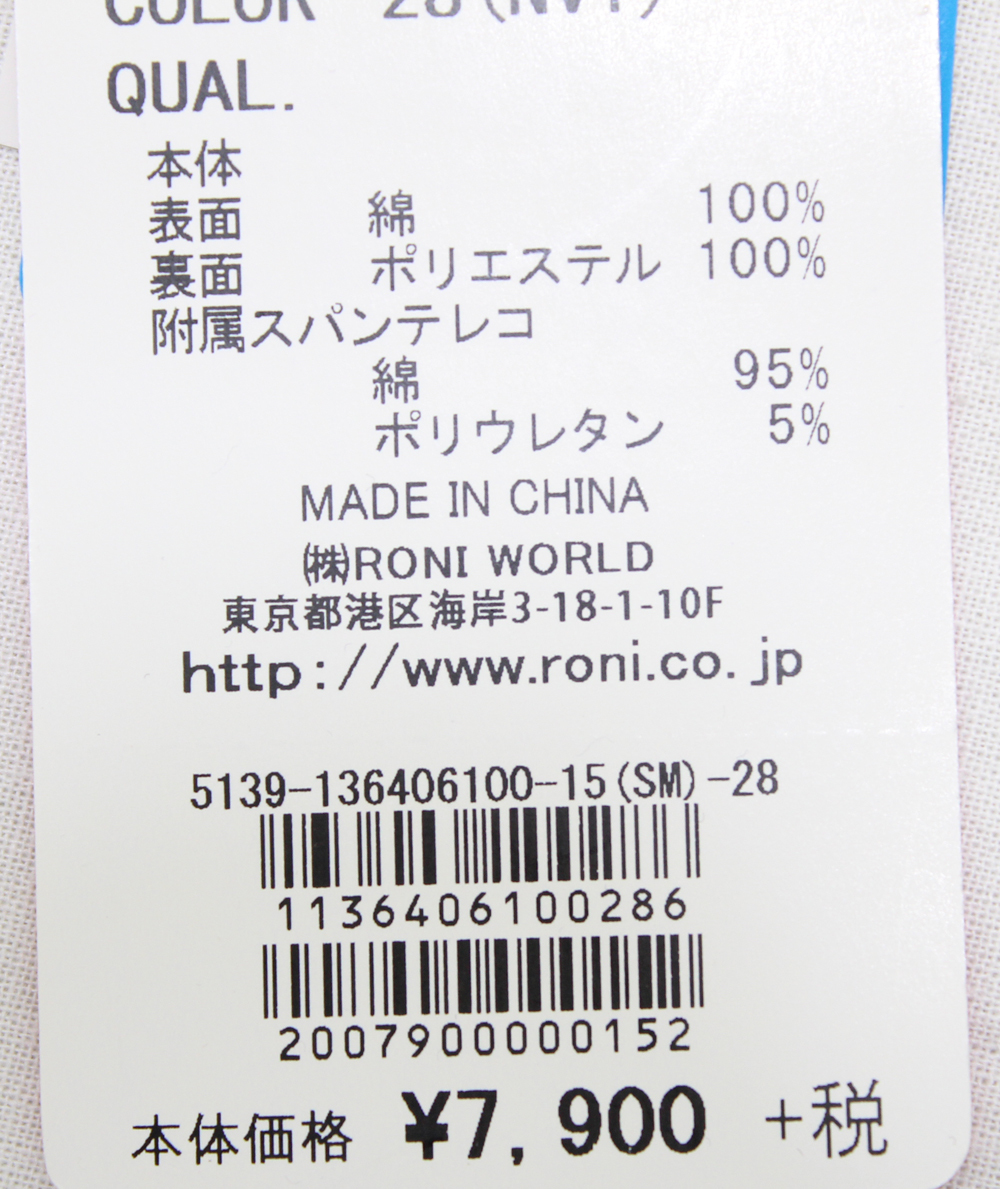 COLOR 28(NVY)
QUAL.
本体
表面 綿 100%
裏面 ポリエステル 100%
附属スパンテレコ
綿 95%
ポリウレタン 5%
MADE IN CHINA
㈱RONI WORLD
東京都港区海岸3-18-1-10F
http://www.roni.co.jp
5139-136406100-15(SM)-28
1136406100286
2007900000152
本体価格 ¥7,900 +税